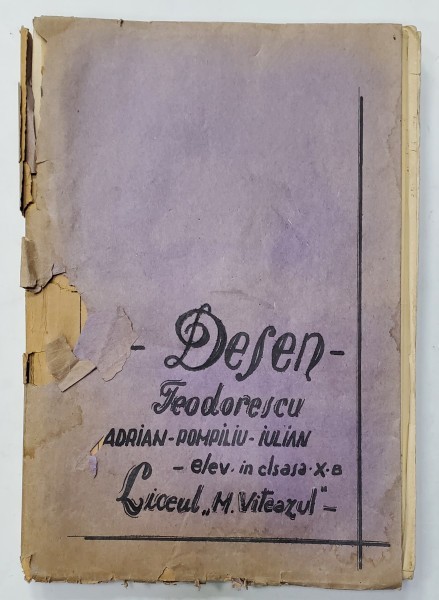 - Desen -
Teodorescu
ADRIAN-POMPILIU-IULIAN
- elev. in clsasa.X.B
Liceul „M. Viteazul" -